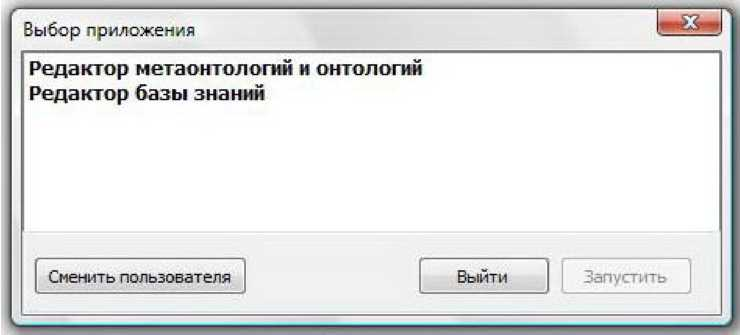 Выбор приложения
Редактор метаонтологий и онтологий
Редактор базы знаний
Сменить пользователя
Выйти
Запустить